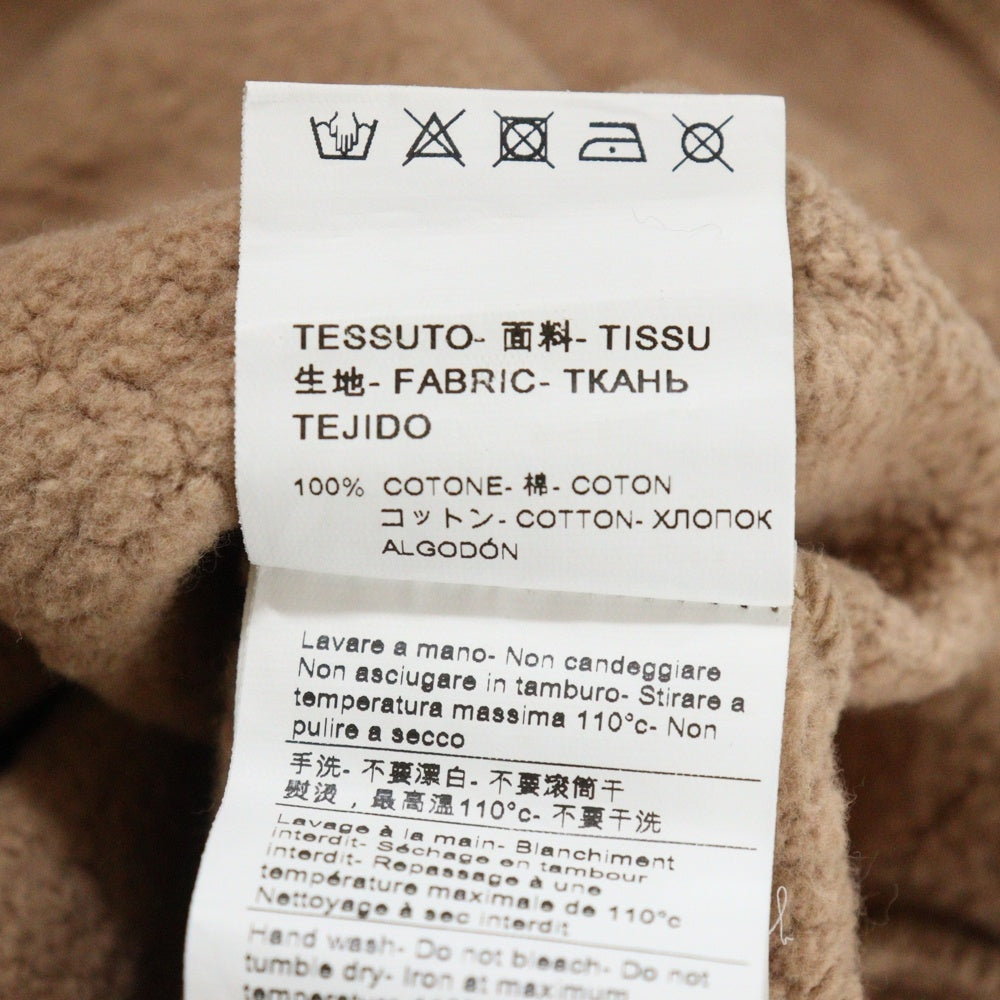 TESSUTO- 面料- TISSU
生地- FABRIC- ТКАНЬ
TEJIDO
100% COTONE- 棉- COTON
コットン- COTTON- ХЛОПОК
ALGODÓN
Lavare a mano- Non candeggiare
Non asciugare in tamburo- Stirare a
temperatura massima 110°c- Non
pulire a secco
手洗- 不要漂白- 不要滚筒干
熨烫，最高温110°c- 不要干洗
Lavage à la main- Blanchiment
interdit- Séchage en tambour
interdit- Repassage à une
température maximale de 110°c
Nettoyage à sec interdit
Hand wash- Do not bleach- Do not
tumble dry- Iron at maximum